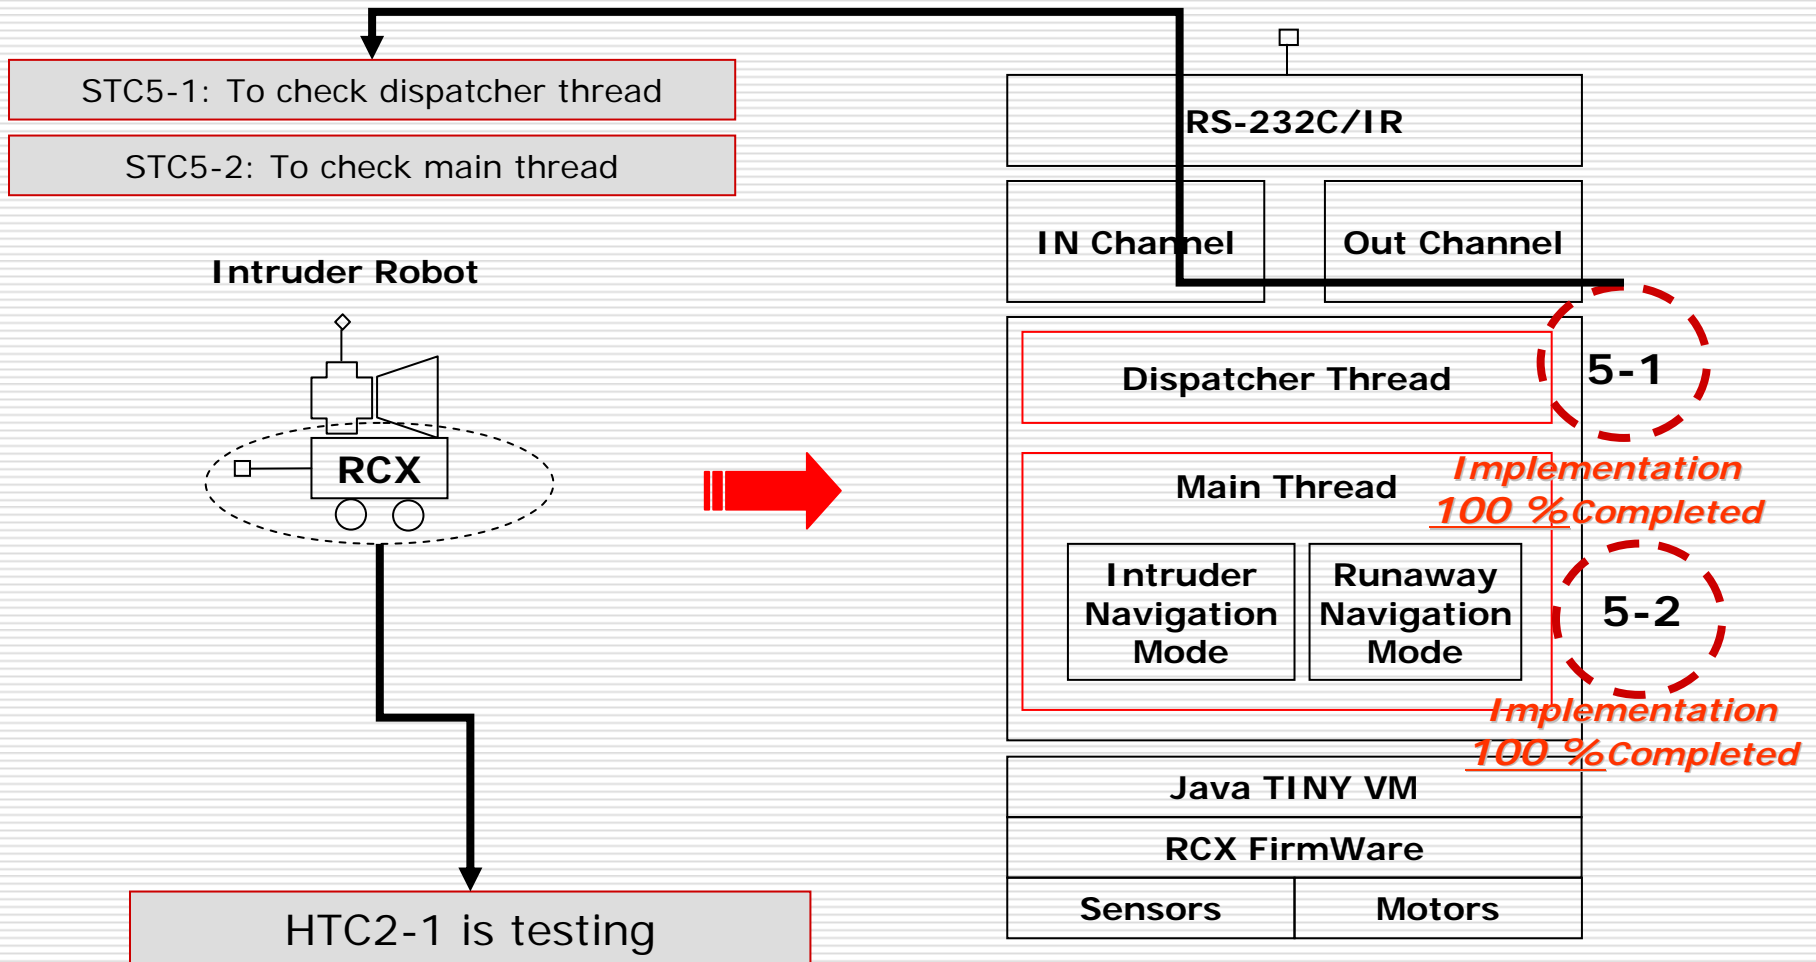 STC5-1: To check dispatcher thread
STC5-2: To check main thread
Intruder Robot
RCX
HTC2-1 is testing
RS-232C/IR
IN Channel
Out Channel
Dispatcher Thread
5-1
Implementation
100 %Completed
Main Thread
Intruder
Navigation
Mode
Runaway
Navigation
Mode
5-2
Implementation
100 %Completed
Java TINY VM
RCX FirmWare
Sensors
Motors